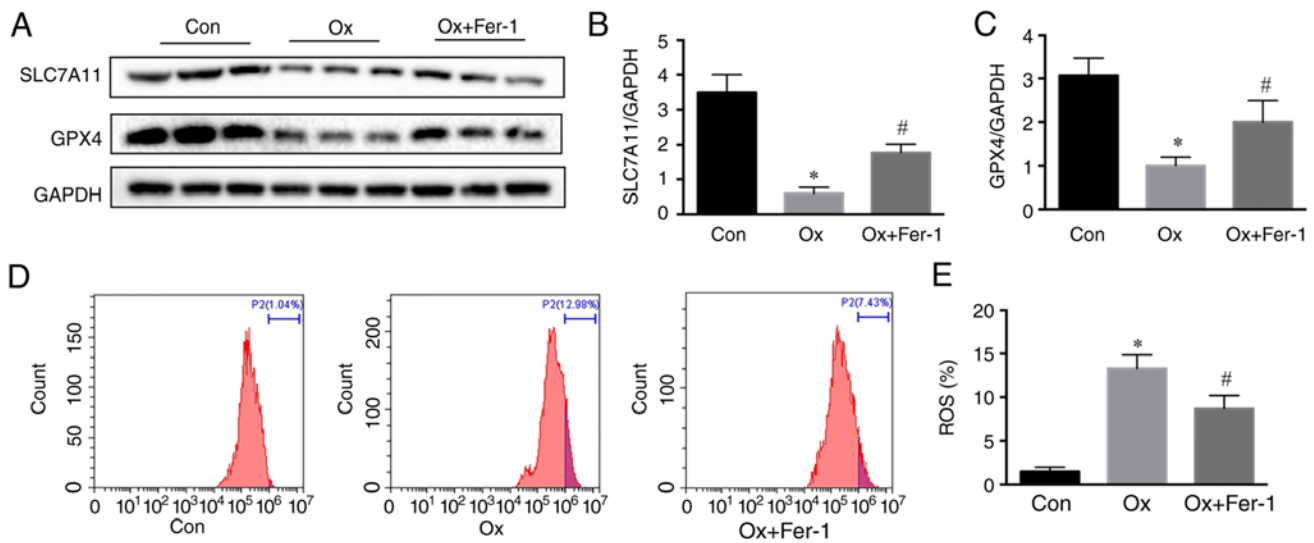 A
Con Ox Ox+Fer-1
SLC7A11
GPX4
GAPDH
B
SLC7A11/GAPDH
5
4
3
2
1
0
#
*
Con Ox Ox+Fer-1
C
GPX4/GAPDH
4
3
2
1
0
#
*
Con Ox Ox+Fer-1
D
P2(1.04%)
Count
150
100
50
0
0 10² 10³ 10⁴ 10⁵ 10⁶ 10⁷
Con
P2(12.98%)
Count
200
100
0
0 10² 10³ 10⁴ 10⁵ 10⁶ 10⁷
Ox
P2(7.43%)
Count
100
0
0 10² 10³ 10⁴ 10⁵ 10⁶ 10⁷
Ox+Fer-1
E
ROS (%)
20
15
10
5
0
*
#
Con Ox Ox+Fer-1